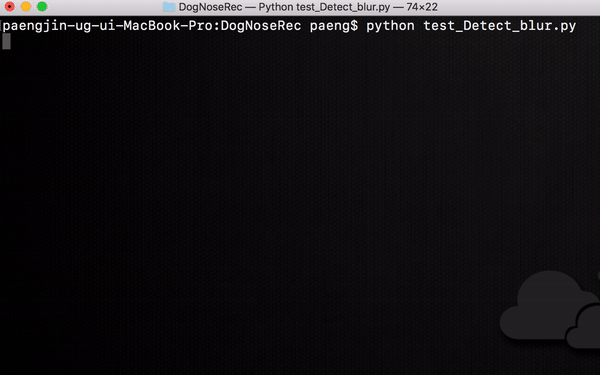 DogNoseRec — Python test_Detect_blur.py — 74×22
paengjin-ug-ui-MacBook-Pro:DogNoseRec paeng$ python test_Detect_blur.py